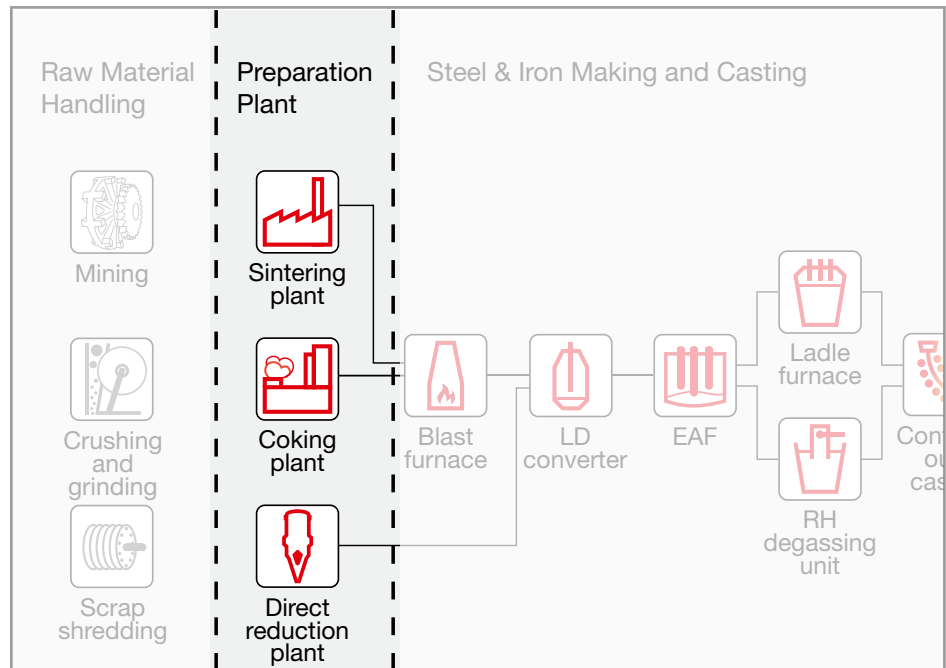 Raw Material
Handling
Preparation
Plant
Steel & Iron Making and Casting
Mining
Crushing
and
grinding
Scrap
shredding
Sintering
plant
Coking
plant
Direct
reduction
plant
Blast
furnace
LD
converter
EAF
Ladle
furnace
RH
degassing
unit